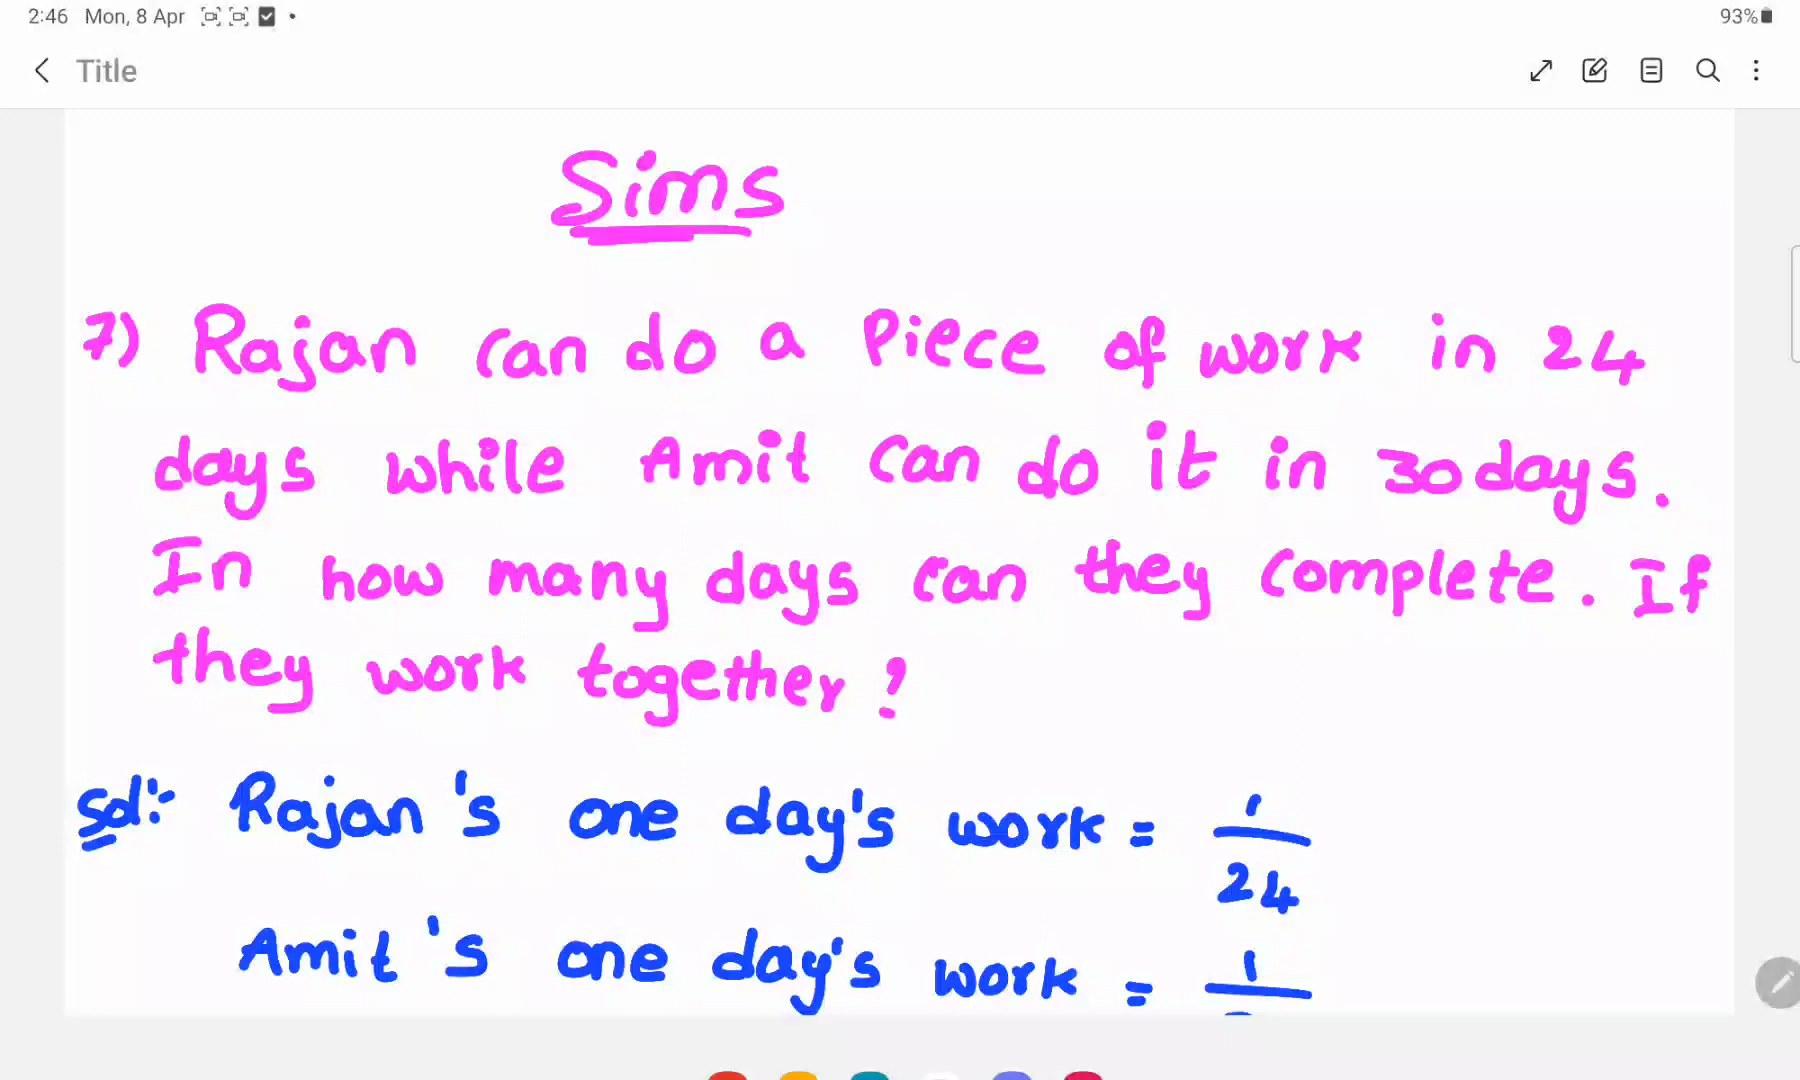 2:46 Mon, 8 Apr
93%
Title
Sims
7) Rajan can do a Piece of work in 24
days while Amit can do it in 30 days.
In how many days can they complete. If
they work together?
Sol:- Rajan's one day's work = 1/24
Amit's one day's work = 1/